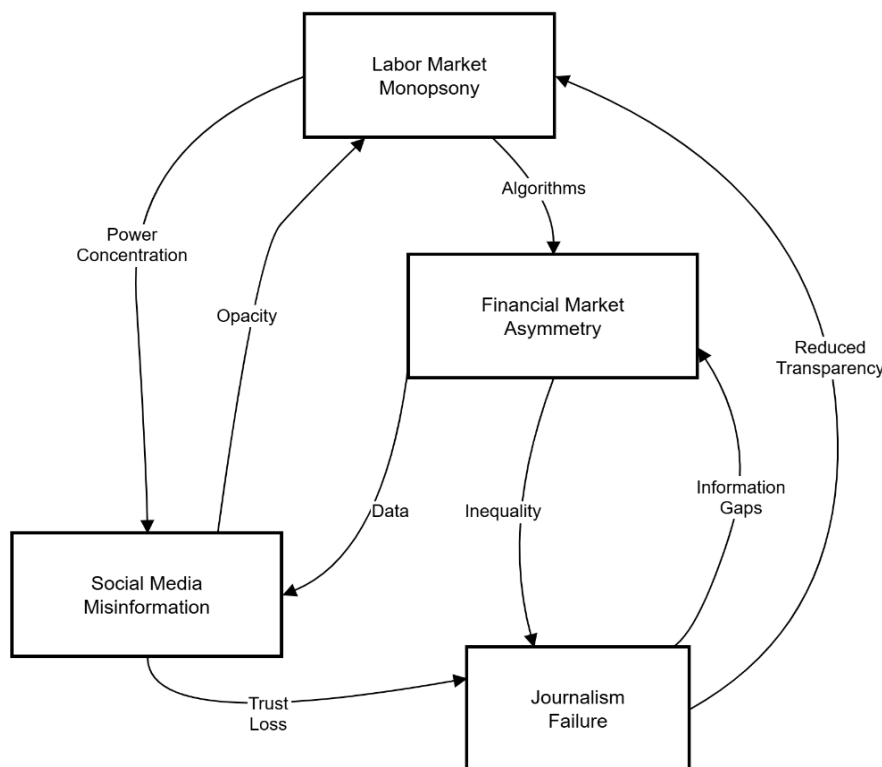 Labor Market
Monopsony
Algorithms
Power
Concentration
Opacity
Financial Market
Asymmetry
Reduced
Transparency
Data
Inequality
Information
Gaps
Social Media
Misinformation
Trust
Loss
Journalism
Failure